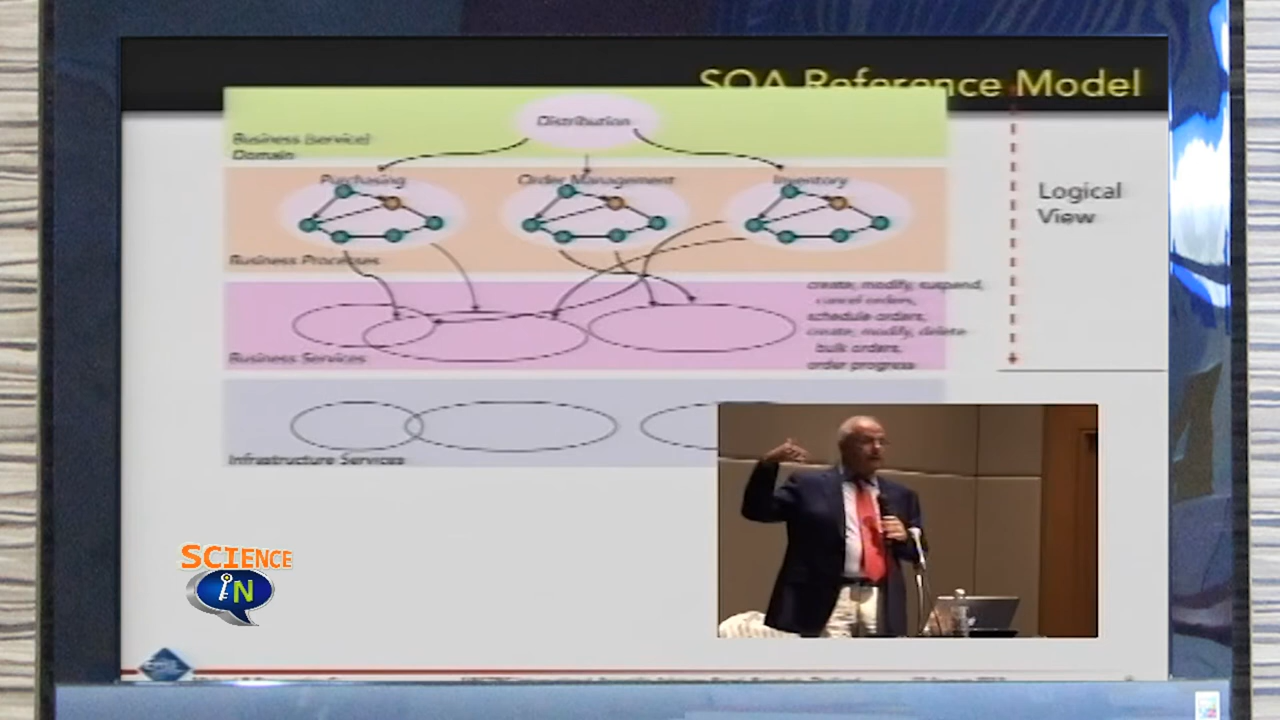 SOA Reference Model
Distribution
Business (service)
Domain
Purchasing
Order Management
Inventory
Logical
View
Business Processes
create, modify, suspend,
cancel orders,
schedule orders,
create, modify, delete
bulk orders,
order progress
Business Services
Infrastructure Services
SCIENCE
iN